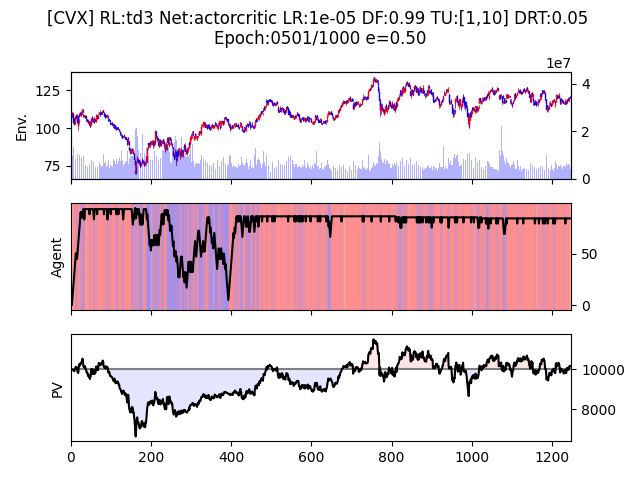 [CVX] RL:td3 Net:actorcritic LR:1e-05 DF:0.99 TU:[1,10] DRT:0.05
Epoch:0501/1000 e=0.50
1e7
125
100
75
Env.
4
2
0
Agent
50
0
PV
10000
8000
0 200 400 600 800 1000 1200